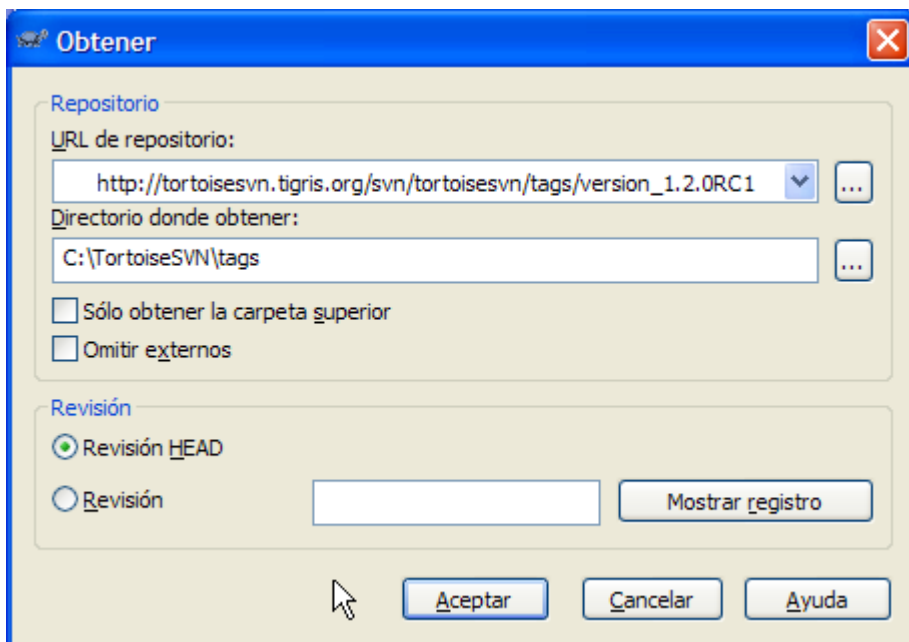 Obtener
Repositorio
URL de repositorio:
http://tortoisesvn.tigris.org/svn/tortoisesvn/tags/version_1.2.0RC1
...
Directorio donde obtener:
C:\TortoiseSVN\tags
...
Sólo obtener la carpeta superior
Omitir externos
Revisión
Revisión HEAD
Revisión
Mostrar registro
Aceptar Cancelar Ayuda